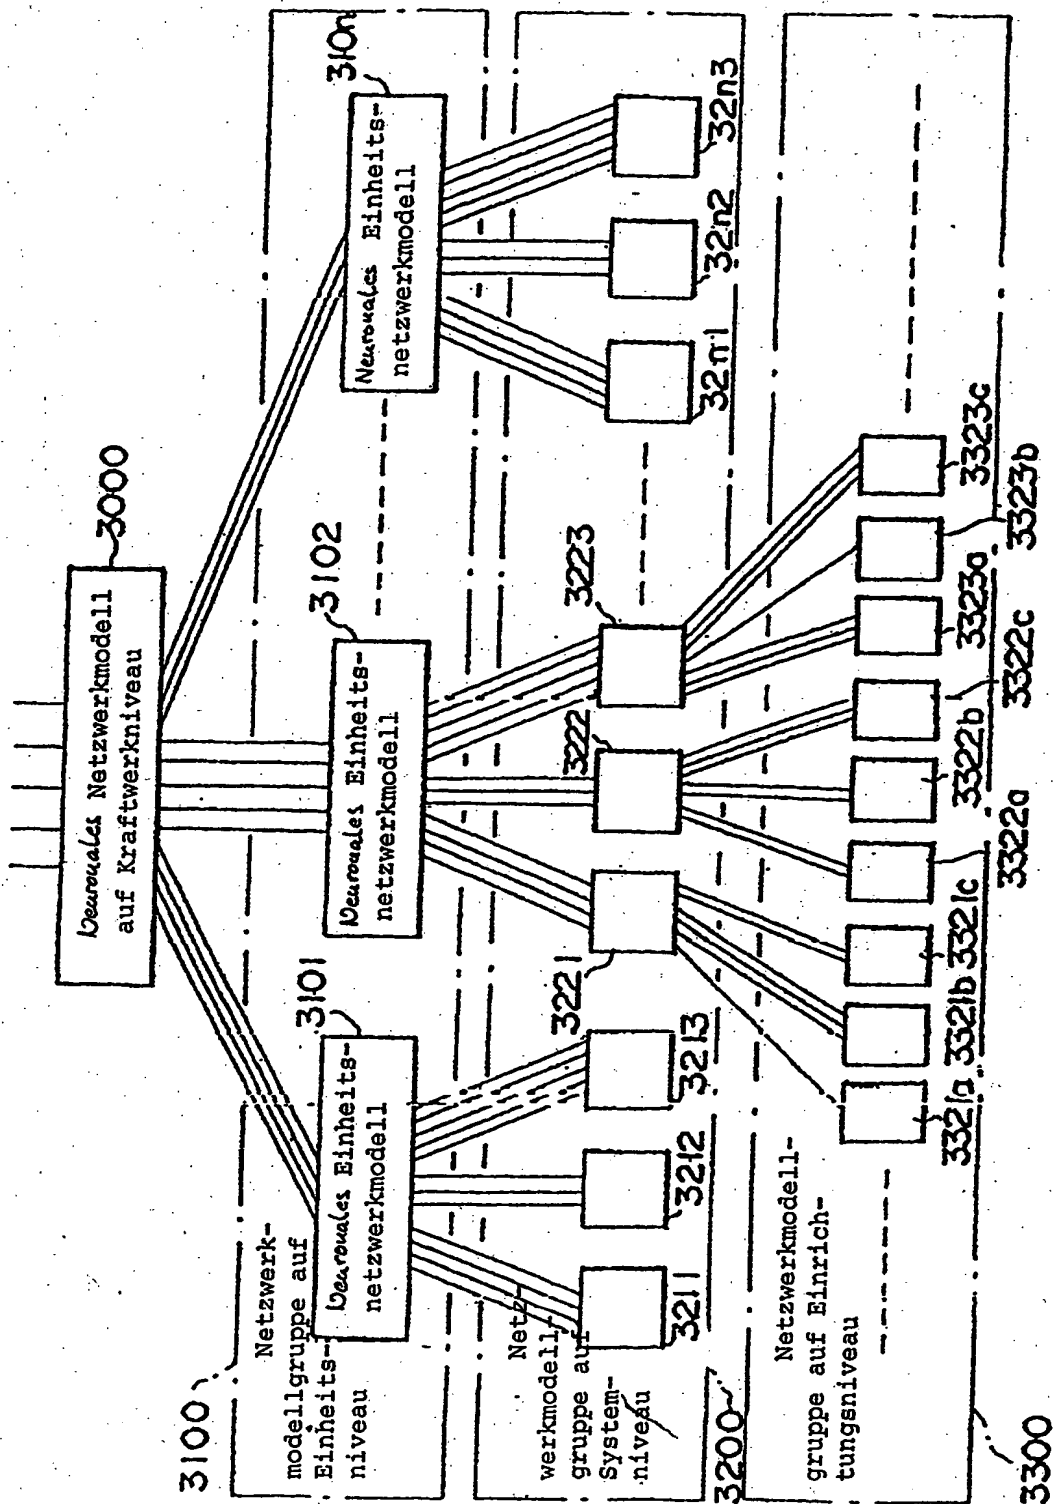 3000
Neuronales Netzwerkmodell
auf Kraftwerkniveau
3100
Netzwerk-
modellgruppe auf
Einheits-
niveau
3101
Neuronales Einheits-
netzwerkmodell
3102
Neuronales Einheits-
netzwerkmodell
310n
Neuronales Einheits-
netzwerkmodell
Netz-
werkmodell-
gruppe auf
System-
niveau
3200
3211
3212
3213
3221
3222
3223
32n1
32n2
32n3
Netzwerkmodell-
gruppe auf Einrich-
tungsniveau
3300
3321a
3321b
3321c
3322a
3322b
3322c
3323a
3323b
3323c